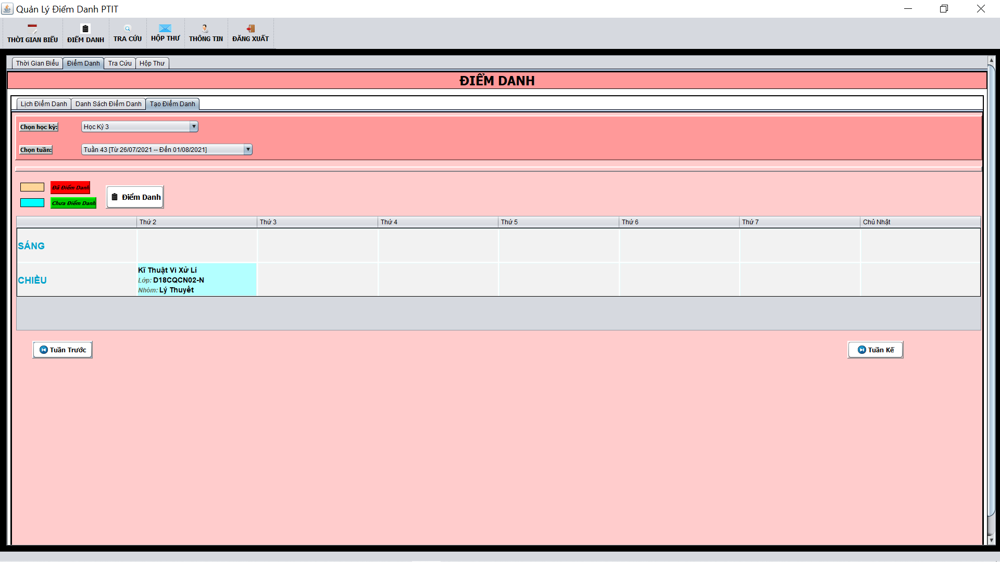 Quản Lý Điểm Danh PTIT
THỜI GIAN BIỂU
ĐIỂM DANH
TRA CỨU
HỘP THƯ
THÔNG TIN
ĐĂNG XUẤT
Thời Gian Biểu
Điểm Danh
Tra Cứu
Hộp Thư
ĐIỂM DANH
Lịch Điểm Danh
Danh Sách Điểm Danh
Tạo Điểm Danh
Chọn học kỳ:
Học Kỳ 3
Chọn tuần:
Tuần 43 [Từ 26/07/2021 -- Đến 01/08/2021]
Đã Điểm Danh
Chưa Điểm Danh
Điểm Danh
Thứ 2
Thứ 3
Thứ 4
Thứ 5
Thứ 6
Thứ 7
Chủ Nhật
SÁNG
CHIỀU
Kĩ Thuật Vi Xử Lí
Lớp: D18CQCN02-N
Nhóm: Lý Thuyết
Tuần Trước
Tuần Kế